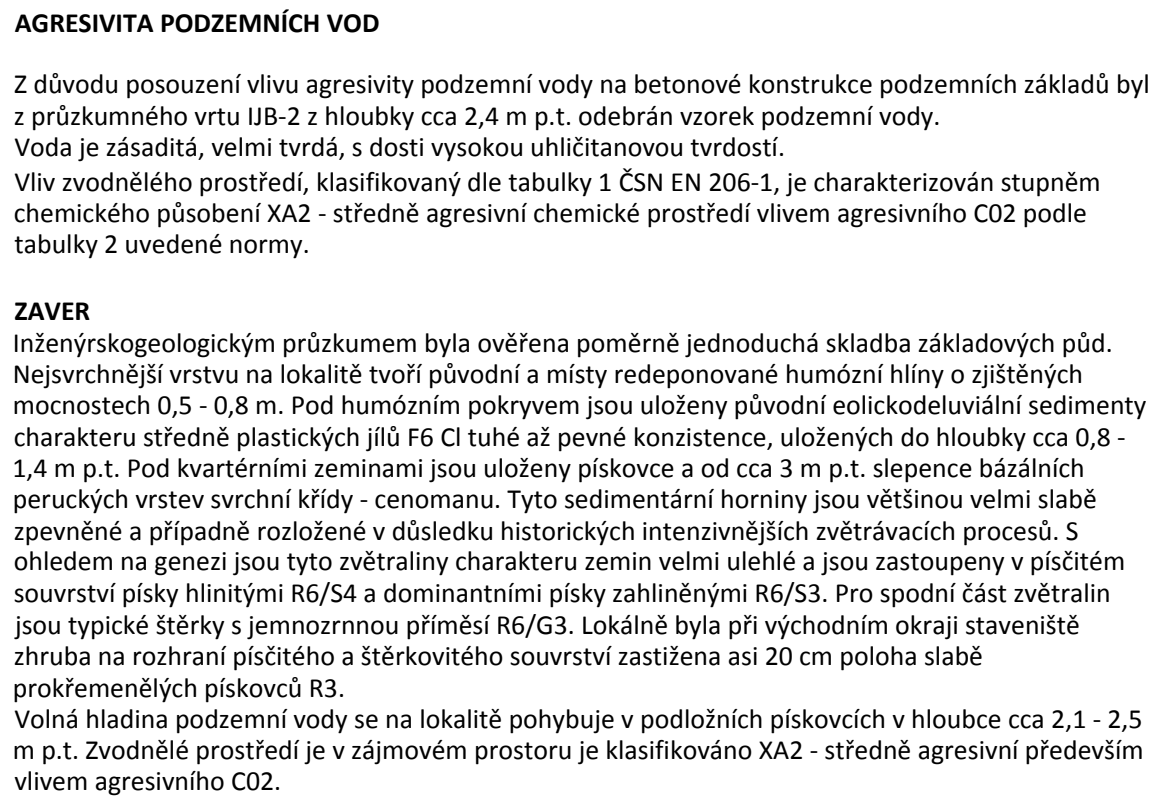 AGRESIVITA PODZEMNÍCH VOD
Z důvodu posouzení vlivu agresivity podzemní vody na betonové konstrukce podzemních základů byl
z průzkumného vrtu IJB-2 z hloubky cca 2,4 m p.t. odebrán vzorek podzemní vody.
Voda je zásaditá, velmi tvrdá, s dosti vysokou uhličitanovou tvrdostí.
Vliv zvodnělého prostředí, klasifikovaný dle tabulky 1 ČSN EN 206-1, je charakterizován stupněm
chemického působení XA2 - středně agresivní chemické prostředí vlivem agresivního C02 podle
tabulky 2 uvedené normy.
ZAVER
Inženýrskogeologickým průzkumem byla ověřena poměrně jednoduchá skladba základových půd.
Nejsvrchnější vrstvu na lokalitě tvoří původní a místy redeponované humózní hlíny o zjištěných
mocnostech 0,5 - 0,8 m. Pod humózním pokryvem jsou uloženy původní eolickodeluviální sedimenty
charakteru středně plastických jílů F6 Cl tuhé až pevné konzistence, uložených do hloubky cca 0,8 -
1,4 m p.t. Pod kvartérními zeminami jsou uloženy pískovce a od cca 3 m p.t. slepence bázálních
peruckých vrstev svrchní křídy - cenomanu. Tyto sedimentární horniny jsou většinou velmi slabě
zpevněné a případně rozložené v důsledku historických intenzivnějších zvětrávacích procesů. S
ohledem na genezi jsou tyto zvětraliny charakteru zemin velmi ulehlé a jsou zastoupeny v písčitém
souvrství písky hlinitými R6/S4 a dominantními písky zahliněnými R6/S3. Pro spodní část zvětralin
jsou typické štěrky s jemnozrnnou příměsí R6/G3. Lokálně byla při východním okraji staveniště
zhruba na rozhraní písčitého a štěrkovitého souvrství zastižena asi 20 cm poloha slabě
prokřemenělých pískovců R3.
Volná hladina podzemní vody se na lokalitě pohybuje v podložních pískovcích v hloubce cca 2,1 - 2,5
m p.t. Zvodnělé prostředí je v zájmovém prostoru je klasifikováno XA2 - středně agresivní především
vlivem agresivního C02.